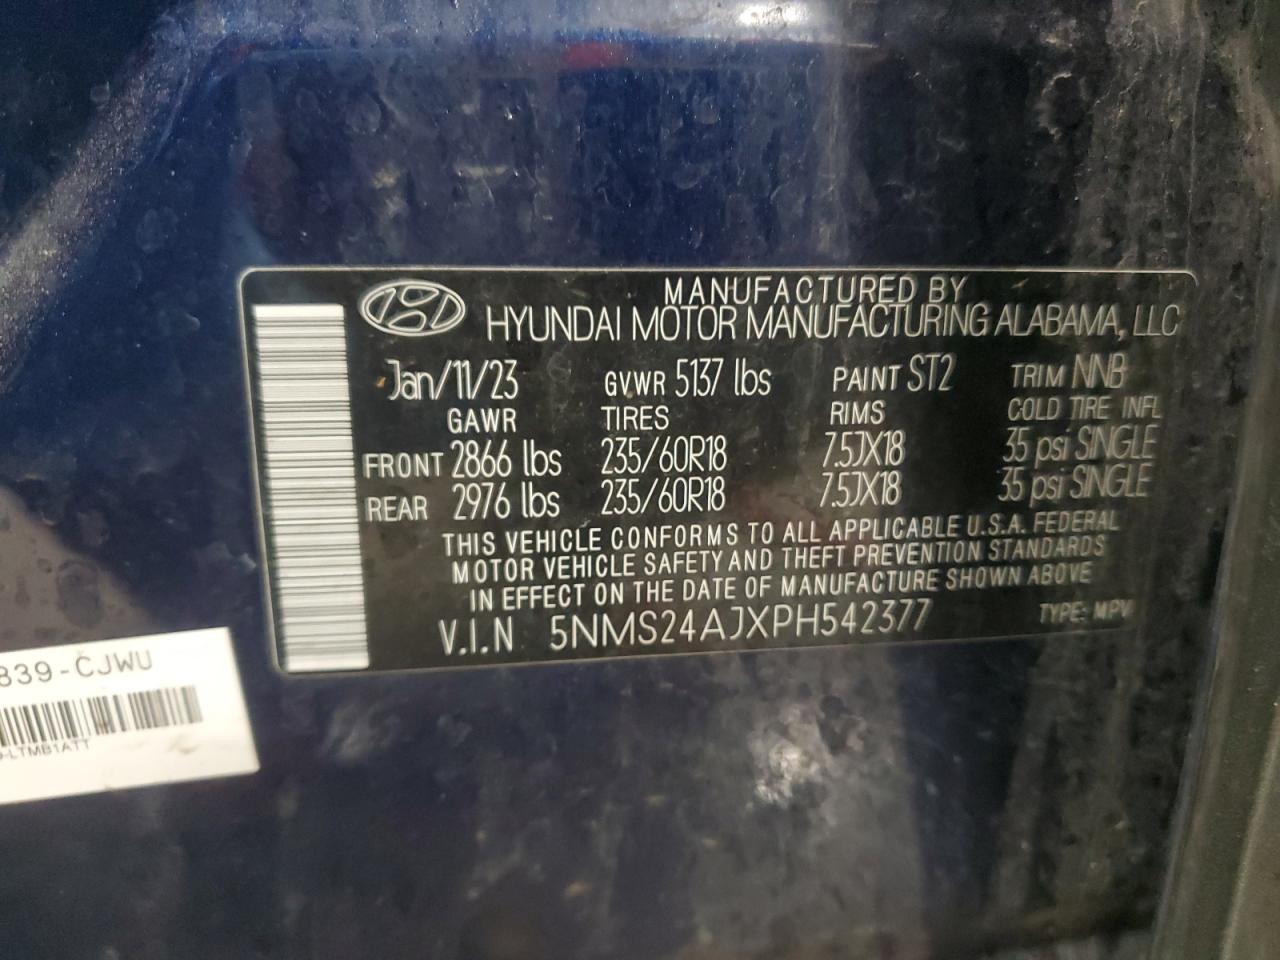 MANUFACTURED BY
HYUNDAI MOTOR MANUFACTURING ALABAMA, LLC
Jan/11/23 GVWR 5137 lbs PAINT ST2 TRIM NNB
GAWR TIRES RIMS COLD TIRE INFL
FRONT 2866 lbs 235/60R18 7.5JX18 35 psi SINGLE
REAR 2976 lbs 235/60R18 7.5JX18 35 psi SINGLE
THIS VEHICLE CONFORMS TO ALL APPLICABLE U.S.A. FEDERAL
MOTOR VEHICLE SAFETY AND THEFT PREVENTION STANDARDS
IN EFFECT ON THE DATE OF MANUFACTURE SHOWN ABOVE
V.I.N 5NMS24AJXPH542377 TYPE: MPV
839-CJWU
-LTMB1ATT